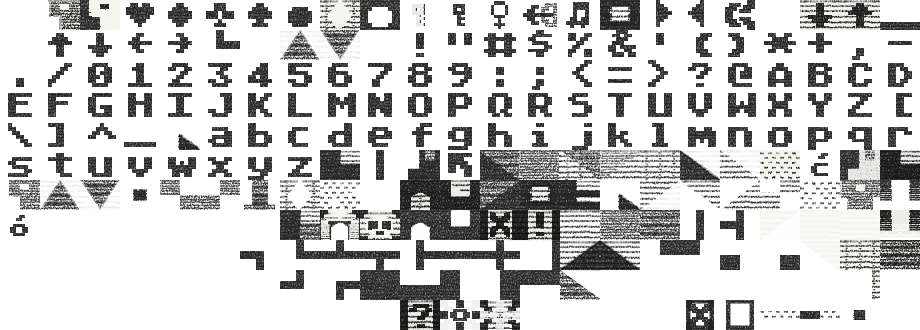 ♥ ♦ ♣ ♠ ● ♀ ♫ ► ◄
↑ ↓ ← → ∟ ▲ ▼ ! " # $ % & ' ( ) * + , -
. / 0 1 2 3 4 5 6 7 8 9 : ; < = > ? @ A B C D
E F G H I J K L M N O P Q R S T U V W X Y Z [
\ ] ^ _ a b c d e f g h i j k l m n o p q r
s t u v w x y z | é
ó X !
?